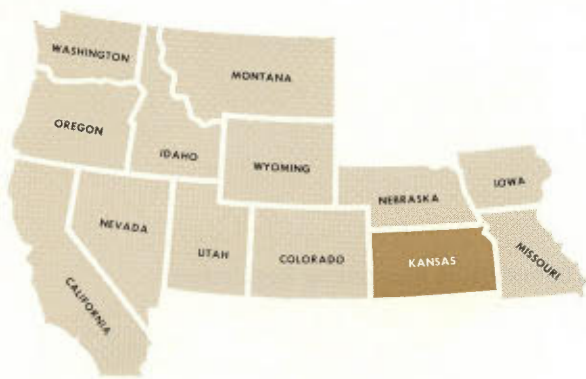 WASHINGTON
MONTANA
OREGON
IDAHO
WYOMING
NEBRASKA
IOWA
NEVADA
UTAH
COLORADO
KANSAS
MISSOURI
CALIFORNIA